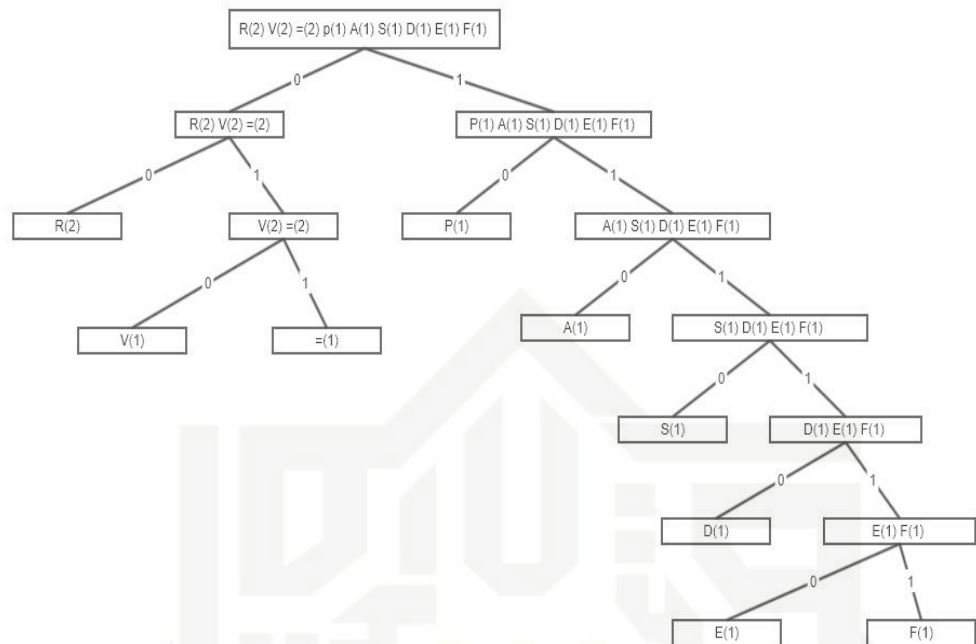 R(2) V(2) =(2) p(1) A(1) S(1) D(1) E(1) F(1)
0 1
R(2) V(2) =(2) P(1) A(1) S(1) D(1) E(1) F(1)
0 1 0 1
R(2) V(2) =(2) P(1) A(1) S(1) D(1) E(1) F(1)
0 1 0 1
V(1) =(1) A(1) S(1) D(1) E(1) F(1)
0 1
S(1) D(1) E(1) F(1)
0 1
D(1) E(1) F(1)
0 1
E(1) F(1)